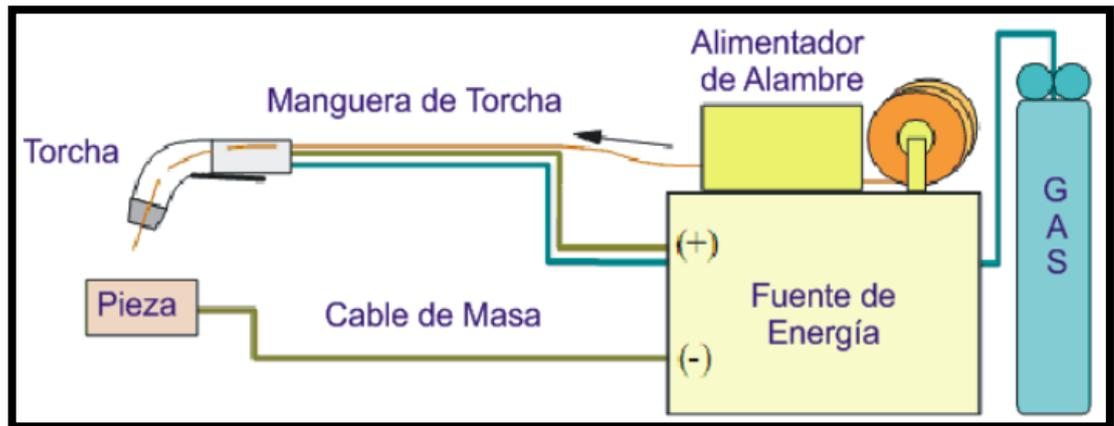 Alimentador
de Alambre
Manguera de Torcha
Torcha
G
A
S
(+)
Pieza
Cable de Masa
Fuente de
Energía
(-)